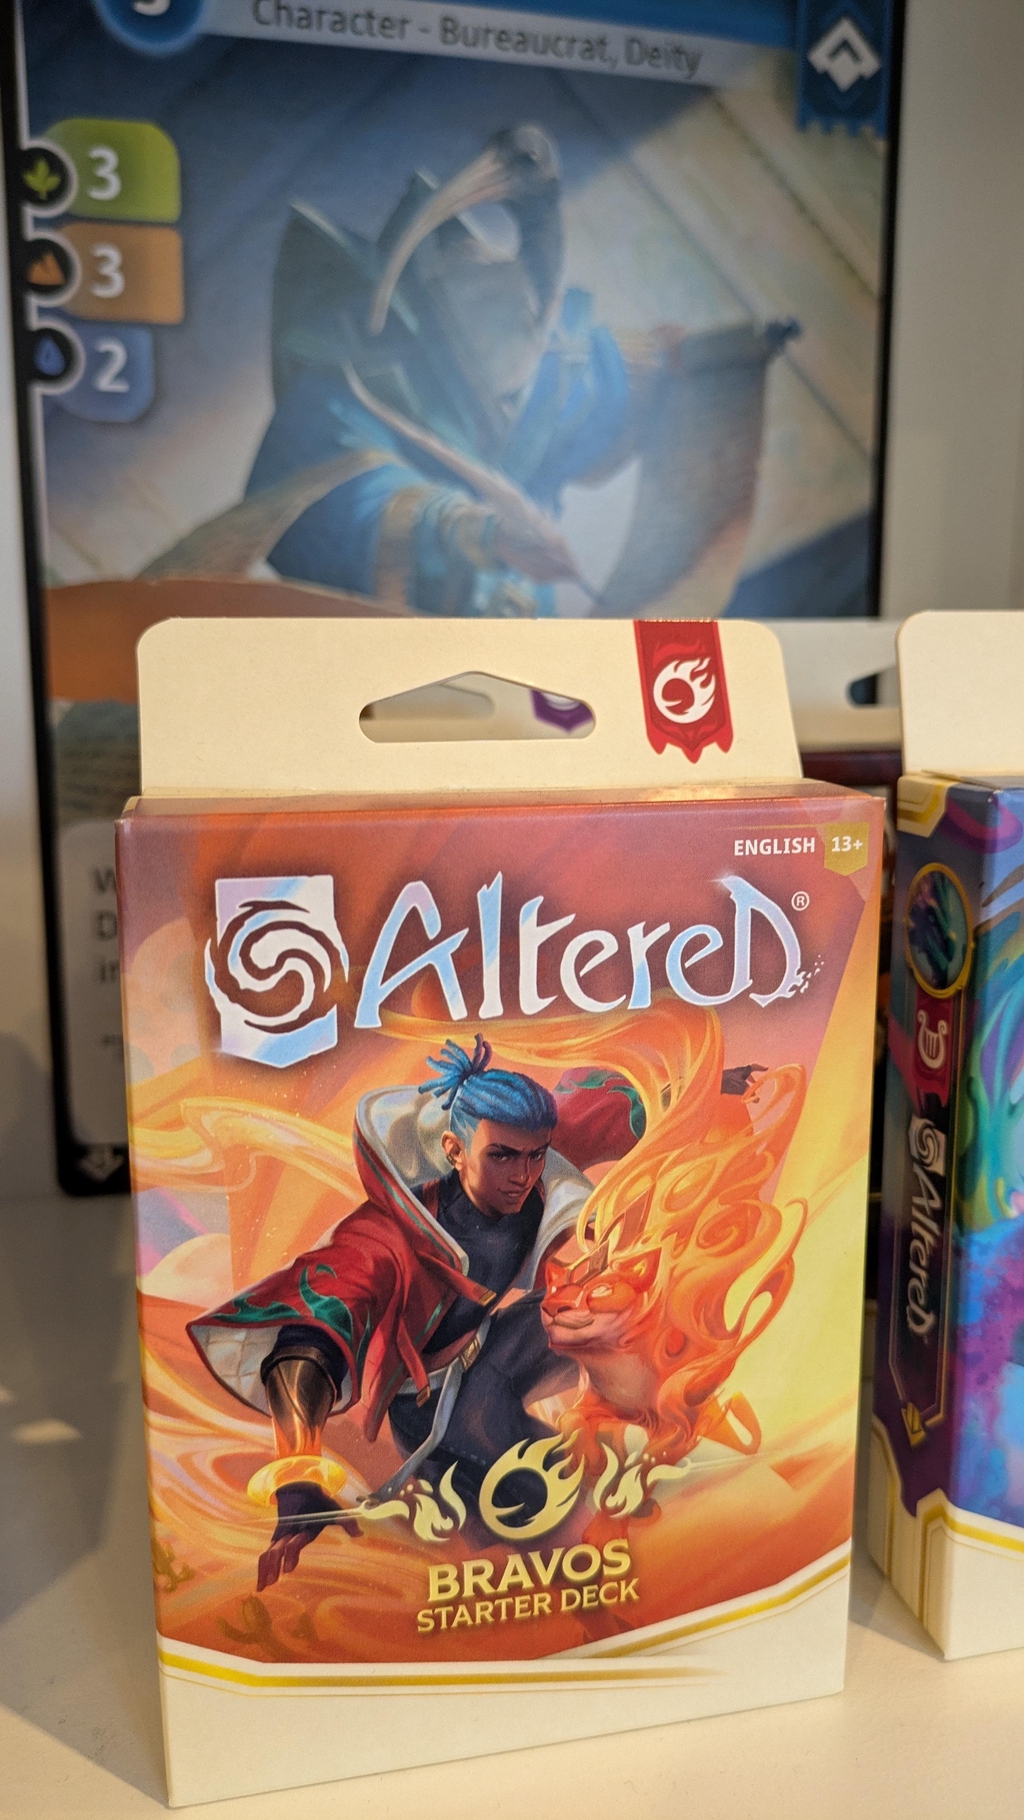 Character - Bureaucrat, Deity
3
3
2
ENGLISH 13+
Altered®
BRAVOS
STARTER DECK
Altered